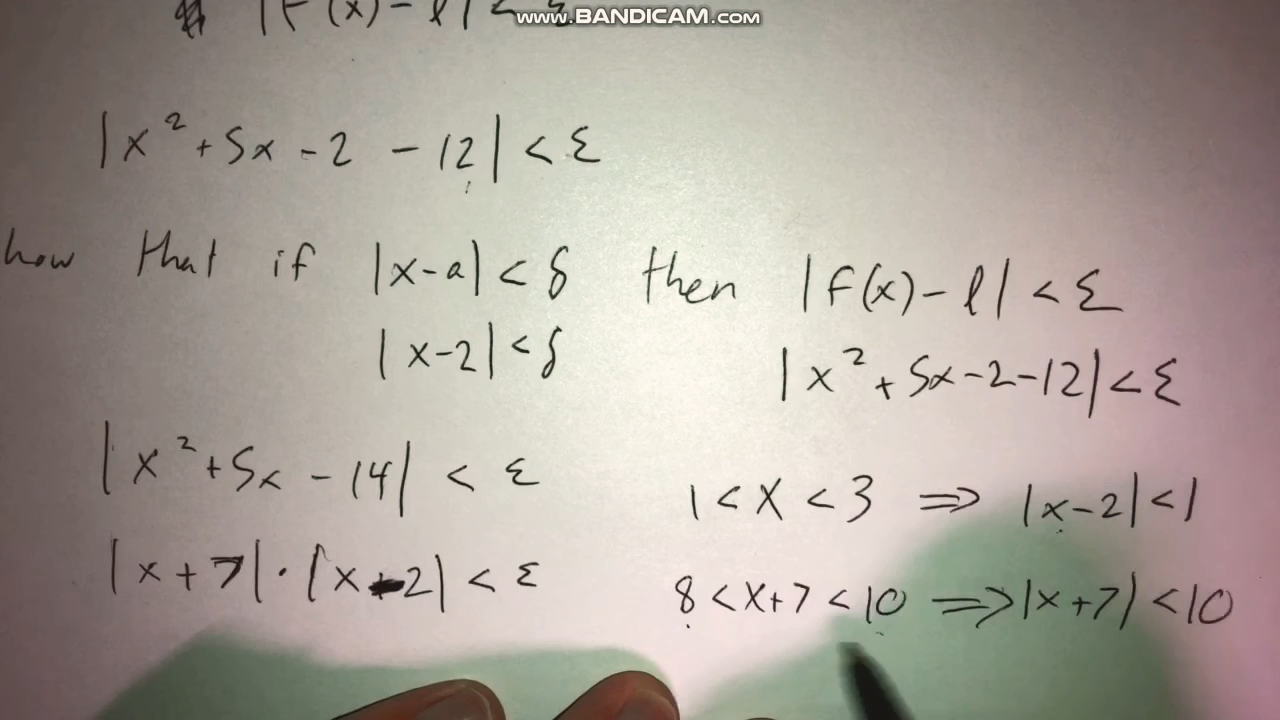 www.BANDICAM.com
|f(x) - l| < ε
|x² + 5x - 2 - 12| < ε
how that if |x-a| < δ then |f(x) - l| < ε
|x-2| < δ |x² + 5x - 2 - 12| < ε
|x² + 5x - 14| < ε
1 < x < 3 ⇒ |x-2| < 1
|x + 7| · |x - 2| < ε
8 < x+7 < 10 ⇒ |x+7| < 10